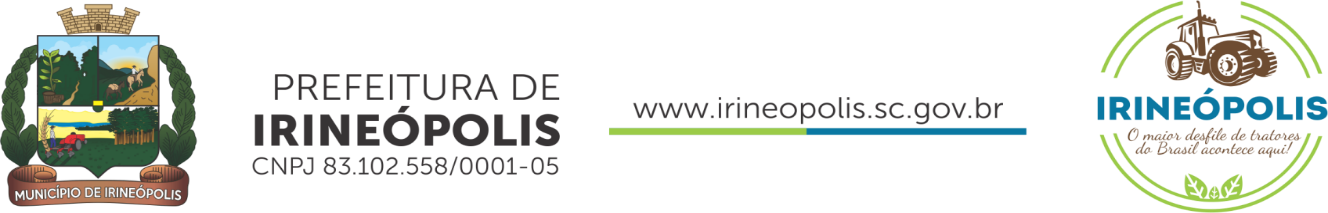 MUNICÍPIO DE IRINEÓPOLIS
PREFEITURA DE
IRINEÓPOLIS
CNPJ 83.102.558/0001-05
www.irineopolis.sc.gov.br
IRINEÓPOLIS
O maior desfile de tratores
do Brasil acontece aqui!